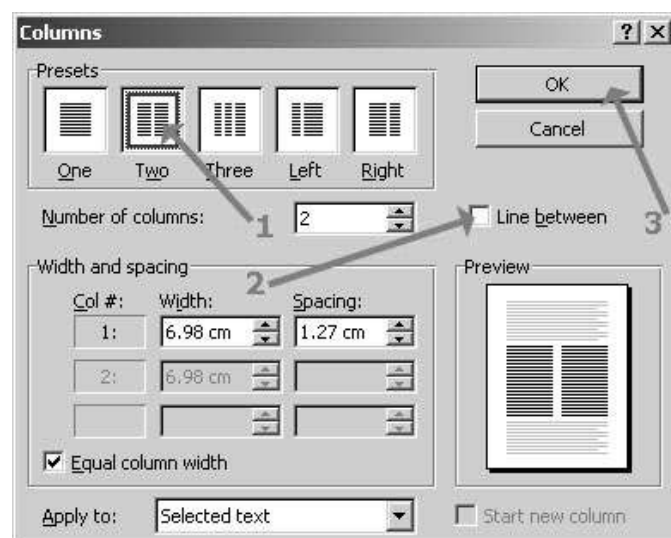 Columns
Presets
One Two Three Left Right
OK
Cancel
Number of columns: 2
Line between
1
2
3
Width and spacing
Col #: Width: Spacing:
1: 6.98 cm 1.27 cm
2: 6.98 cm
Equal column width
Preview
Apply to: Selected text
Start new column